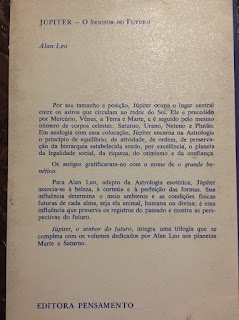 JUPITER — O SENHOR DO FUTURO
Alan Leo
Por seu tamanho e posição, Júpiter ocupa o lugar central
entre os astros que circulam ao redor do Sol. Ele é precedido
por Mercúrio, Vênus, a Terra e Marte, e é seguido pelo mesmo
número de corpos celestes: Saturno, Urano, Netuno e Plutão.
Em analogia com essa colocação, Júpiter encarna na Astrologia
o princípio de equilíbrio, de atividade, de ordem, de preserva-
ção da hierarquia estabelecida sendo, por excelência, o planeta
da legalidade social, da riqueza, do otimismo e da confiança.
Os antigos gratificaram-no com o nome de o grande be-
néfico.
Para Alan Leo, adepto da Astrologia esotérica, Júpiter
associa-se à beleza, à cortesia e à perfeição das formas. Sua
influência determina o meio ambiente e as condições físicas
futuras de cada alma, seja ela animal, humana ou divina; é essa
influência que preserva os registros do passado e mostra as pers-
pectivas do futuro.
Júpiter, o senhor do futuro, integra uma trilogia que se
completa com os volumes dedicados por Alan Leo aos planetas
Marte e Saturno.
EDITORA PENSAMENTO